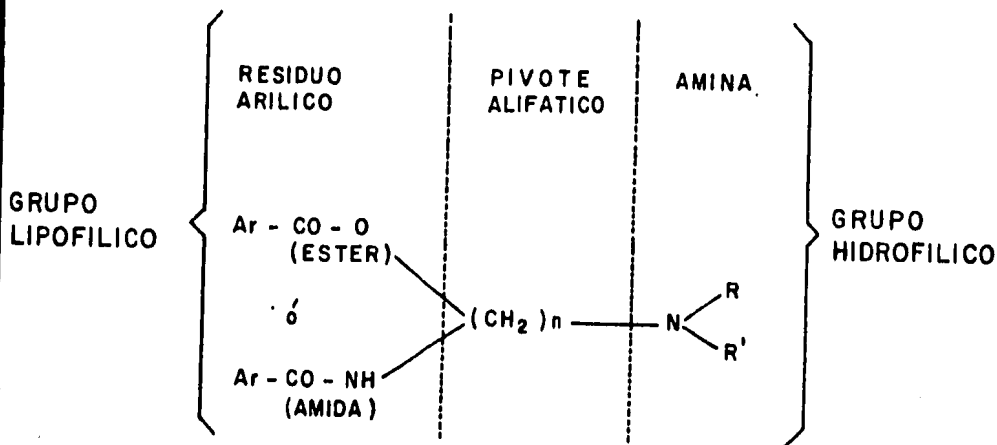 RESIDUO
ARILICO
PIVOTE
ALIFATICO
AMINA.
GRUPO
LIPOFILICO
Ar - CO - O
(ESTER)
ó
Ar - CO - NH
(AMIDA)
(CH₂)n
N
R
R'
GRUPO
HIDROFILICO